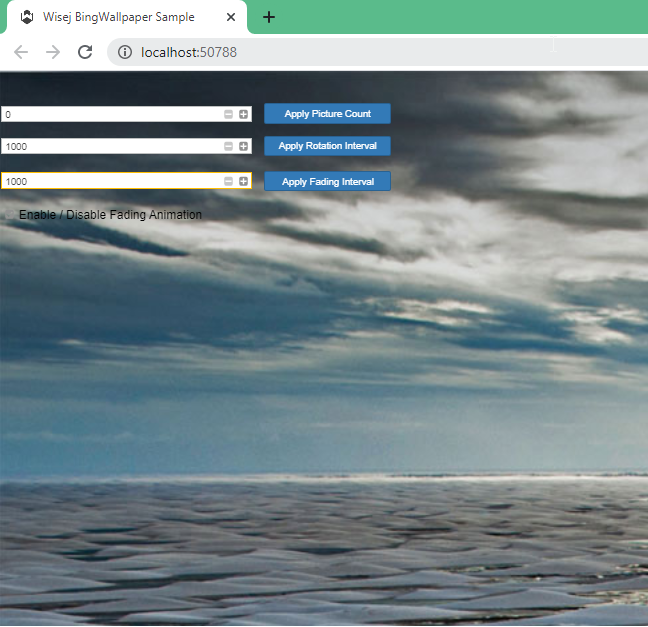 Wisej BingWallpaper Sample
localhost:50788
0 Apply Picture Count
1000 Apply Rotation Interval
1000 Apply Fading Interval
Enable / Disable Fading Animation